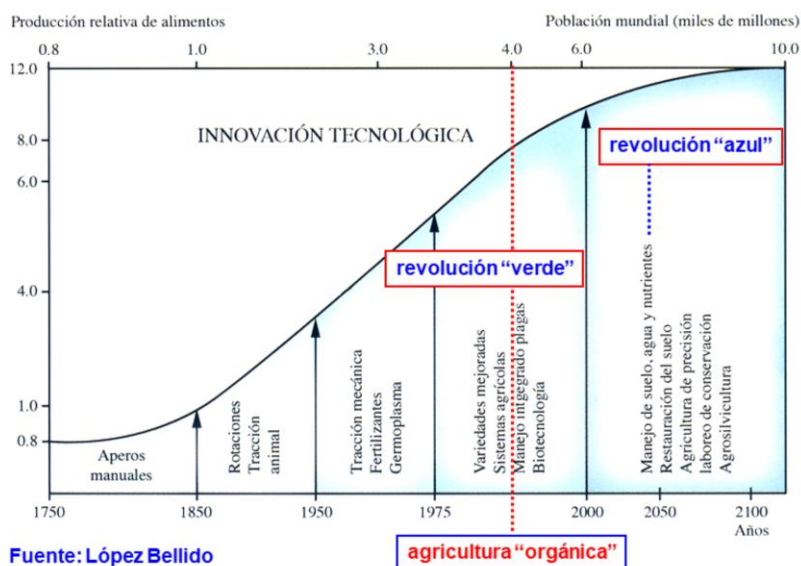 Producción relativa de alimentos
Población mundial (miles de millones)
0.8 1.0 3.0 4.0 6.0 10.0
12.0
8.0
6.0
4.0
1.0
0.8
INNOVACIÓN TECNOLÓGICA
revolución “azul”
revolución “verde”
Aperos
manuales
Rotaciones
Tracción
animal
Tracción mecánica
Fertilizantes
Germoplasma
Variedades mejoradas
Sistemas agrícolas
Manejo intgegrado plagas
Biotecnología
Manejo de suelo, agua y nutrientes
Restauración del suelo
Agricultura de precisión
laboreo de conservación
Agrosilvicultura
1750 1850 1950 1975 2000 2050 2100
Años
Fuente: López Bellido
agricultura “orgánica”